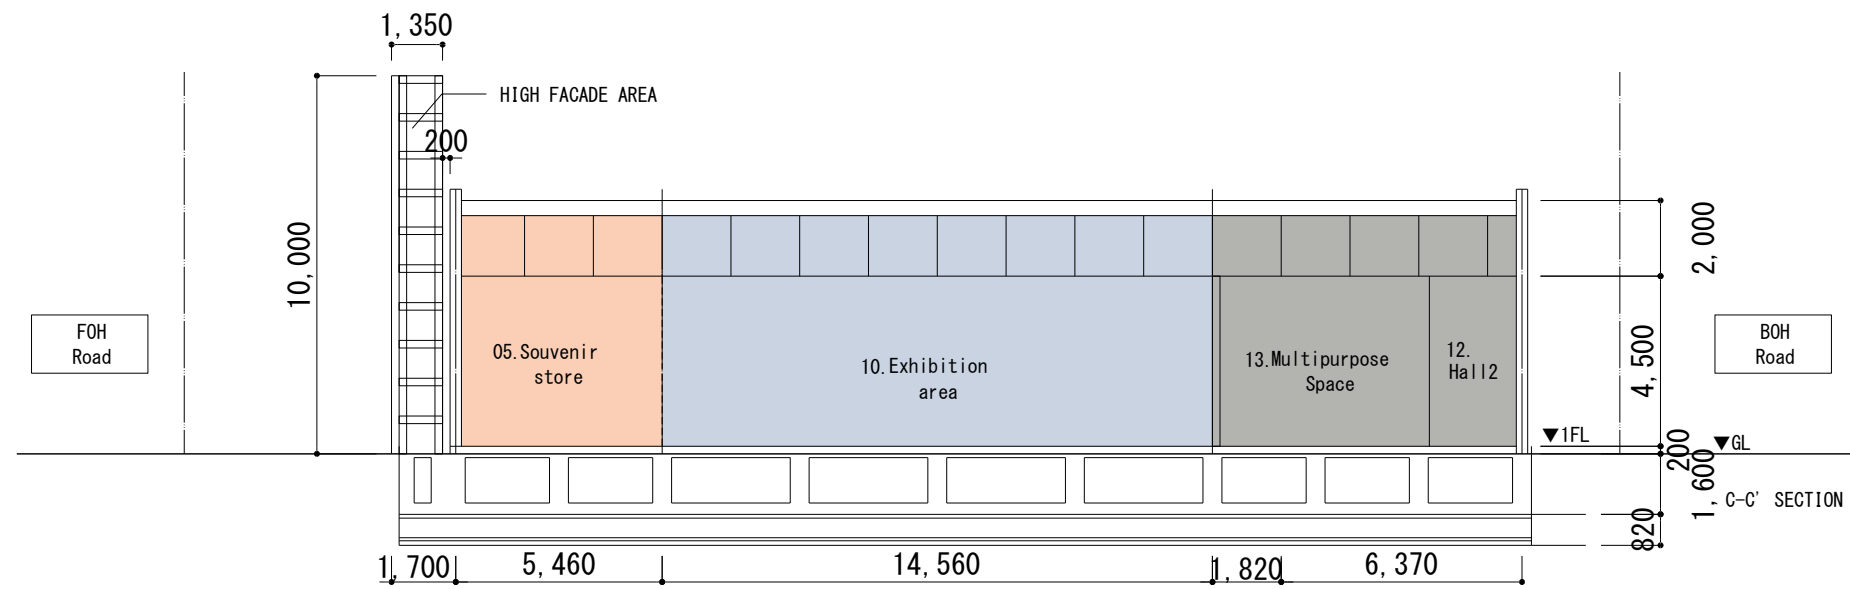 1,350
HIGH FACADE AREA
200
10,000
2,000
FOH
Road
05.Souvenir
store
10.Exhibition
area
13.Multipurpose
Space
12.
Hall2
4,500
BOH
Road
▼1FL
200
▼GL
1,600
C-C' SECTION
820
1,700
5,460
14,560
1,820
6,370